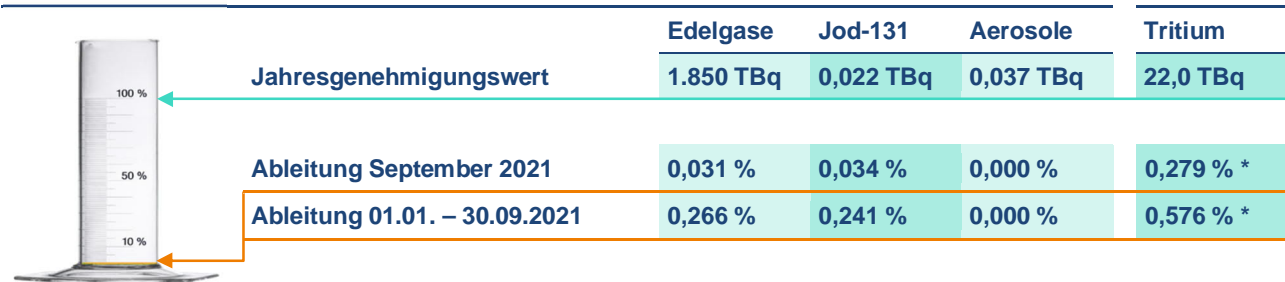 Edelgase Jod-131 Aerosole Tritium
Jahresgenehmigungswert 1.850 TBq 0,022 TBq 0,037 TBq 22,0 TBq
100 %
Ableitung September 2021 0,031 % 0,034 % 0,000 % 0,279 % *
50 %
Ableitung 01.01. – 30.09.2021 0,266 % 0,241 % 0,000 % 0,576 % *
10 %